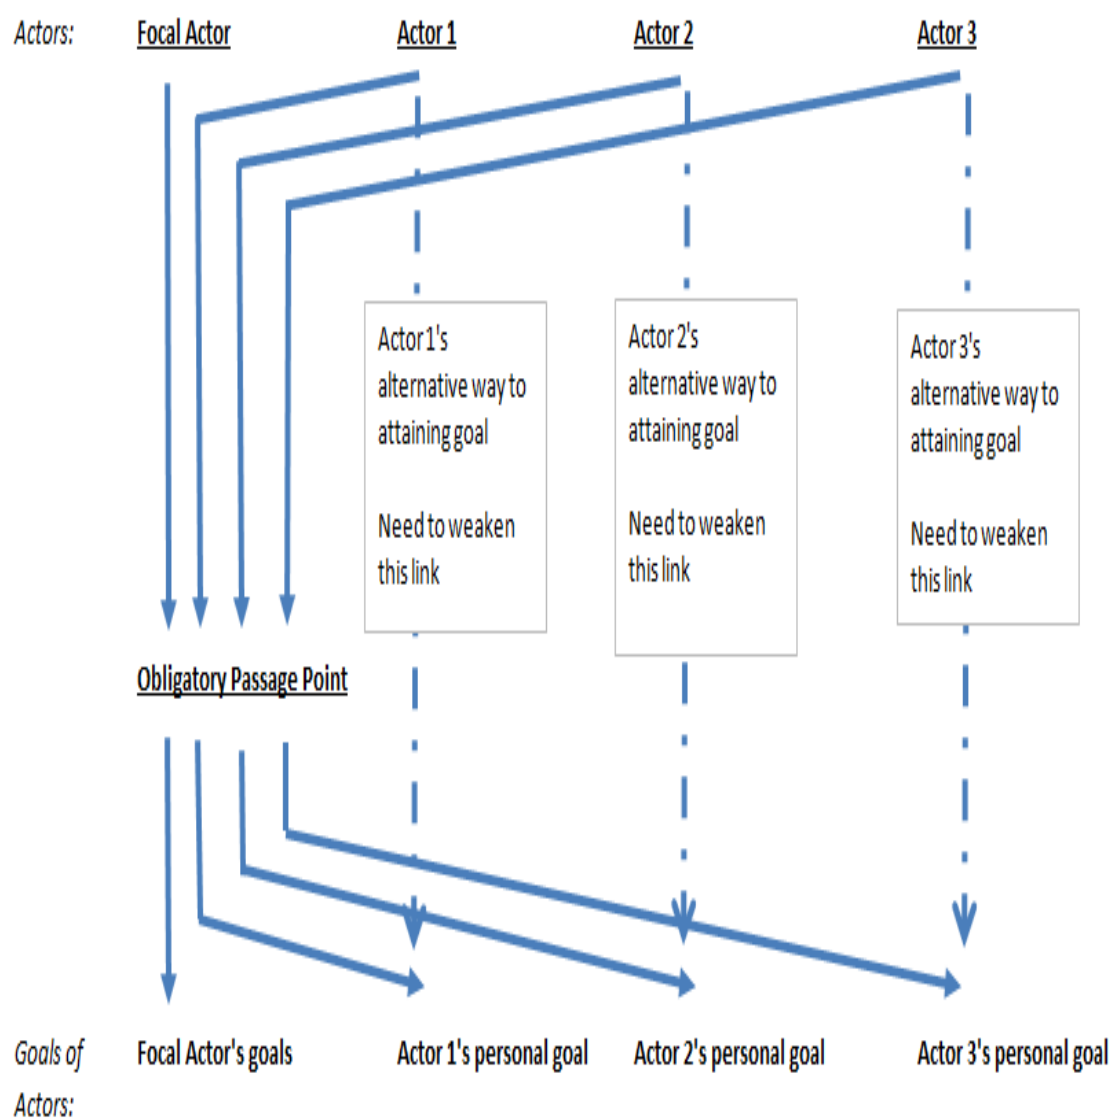 Actors:
Focal Actor
Actor 1
Actor 2
Actor 3
Actor 1's
alternative way to
attaining goal
Need to weaken
this link
Actor 2's
alternative way to
attaining goal
Need to weaken
this link
Actor 3's
alternative way to
attaining goal
Need to weaken
this link
Obligatory Passage Point
Goals of
Actors:
Focal Actor's goals
Actor 1's personal goal
Actor 2's personal goal
Actor 3's personal goal